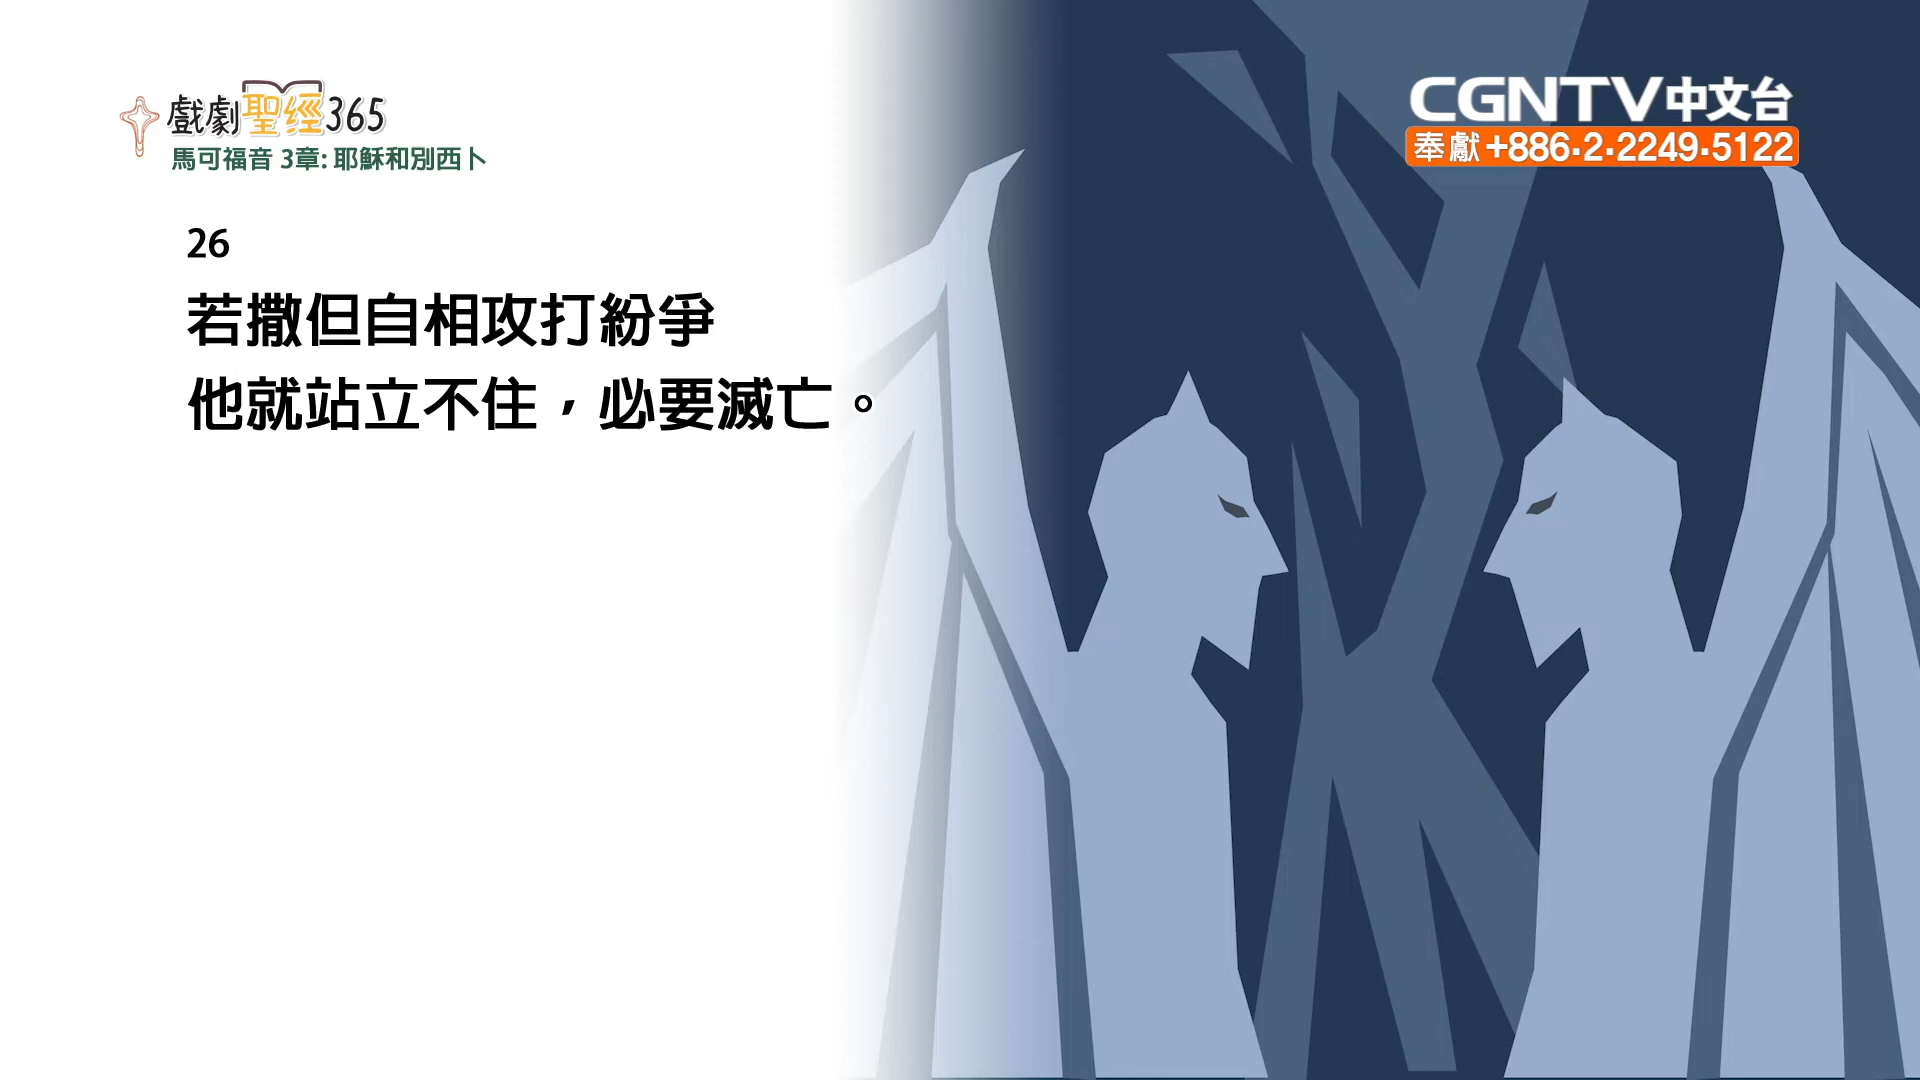 戲劇聖經365
馬可福音 3章: 耶穌和別西卜
CGNTV中文台
奉獻 +886-2-2249-5122
26
若撒但自相攻打紛爭
他就站立不住，必要滅亡。